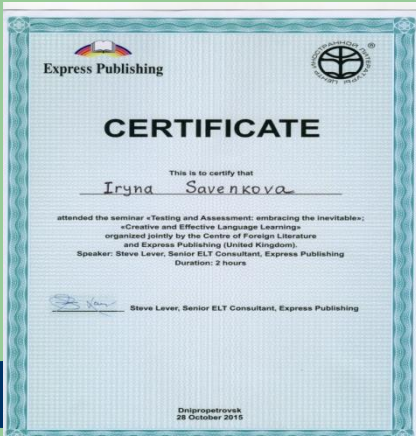 Express Publishing
ЦЕНТР ИНОСТРАННОЙ ЛИТЕРАТУРЫ
®
CERTIFICATE
This is to certify that
Iryna Savenkova
attended the seminar «Testing and Assessment: embracing the inevitable»;
«Creative and Effective Language Learning»
organized jointly by the Centre of Foreign Literature
and Express Publishing (United Kingdom).
Speaker: Steve Lever, Senior ELT Consultant, Express Publishing
Duration: 2 hours
Steve Lever, Senior ELT Consultant, Express Publishing
Dnipropetrovsk
28 October 2015